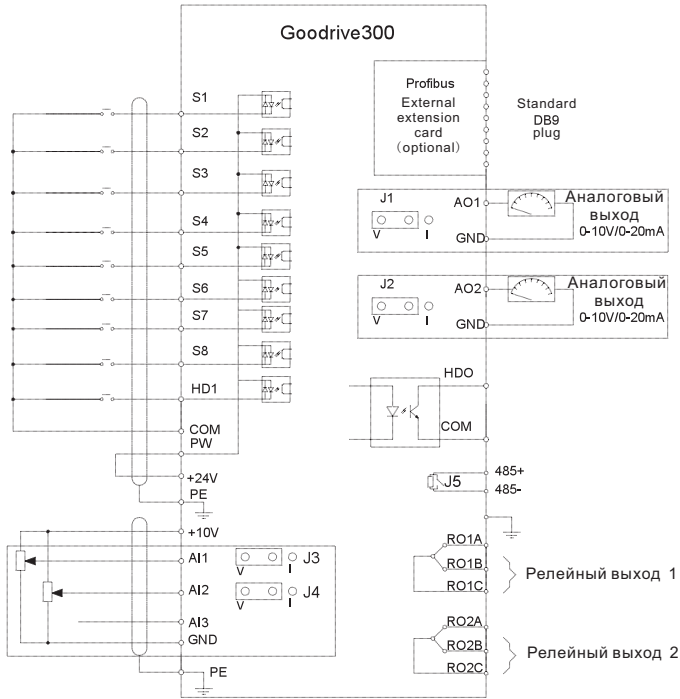 Goodrive300
S1
S2
S3
S4
S5
S6
S7
S8
HD1
COM
PW
+24V
PE
+10V
AI1
AI2
AI3
GND
PE
J3
V
I
J4
V
I
Profibus
External
extension
card
(optional)
Standard
DB9
plug
J1
V
I
AO1
GND
Аналоговый
выход
0-10V/0-20mA
J2
V
I
AO2
GND
Аналоговый
выход
0-10V/0-20mA
HDO
COM
J5
485+
485-
RO1A
RO1B
RO1C
Релейный выход 1
RO2A
RO2B
RO2C
Релейный выход 2